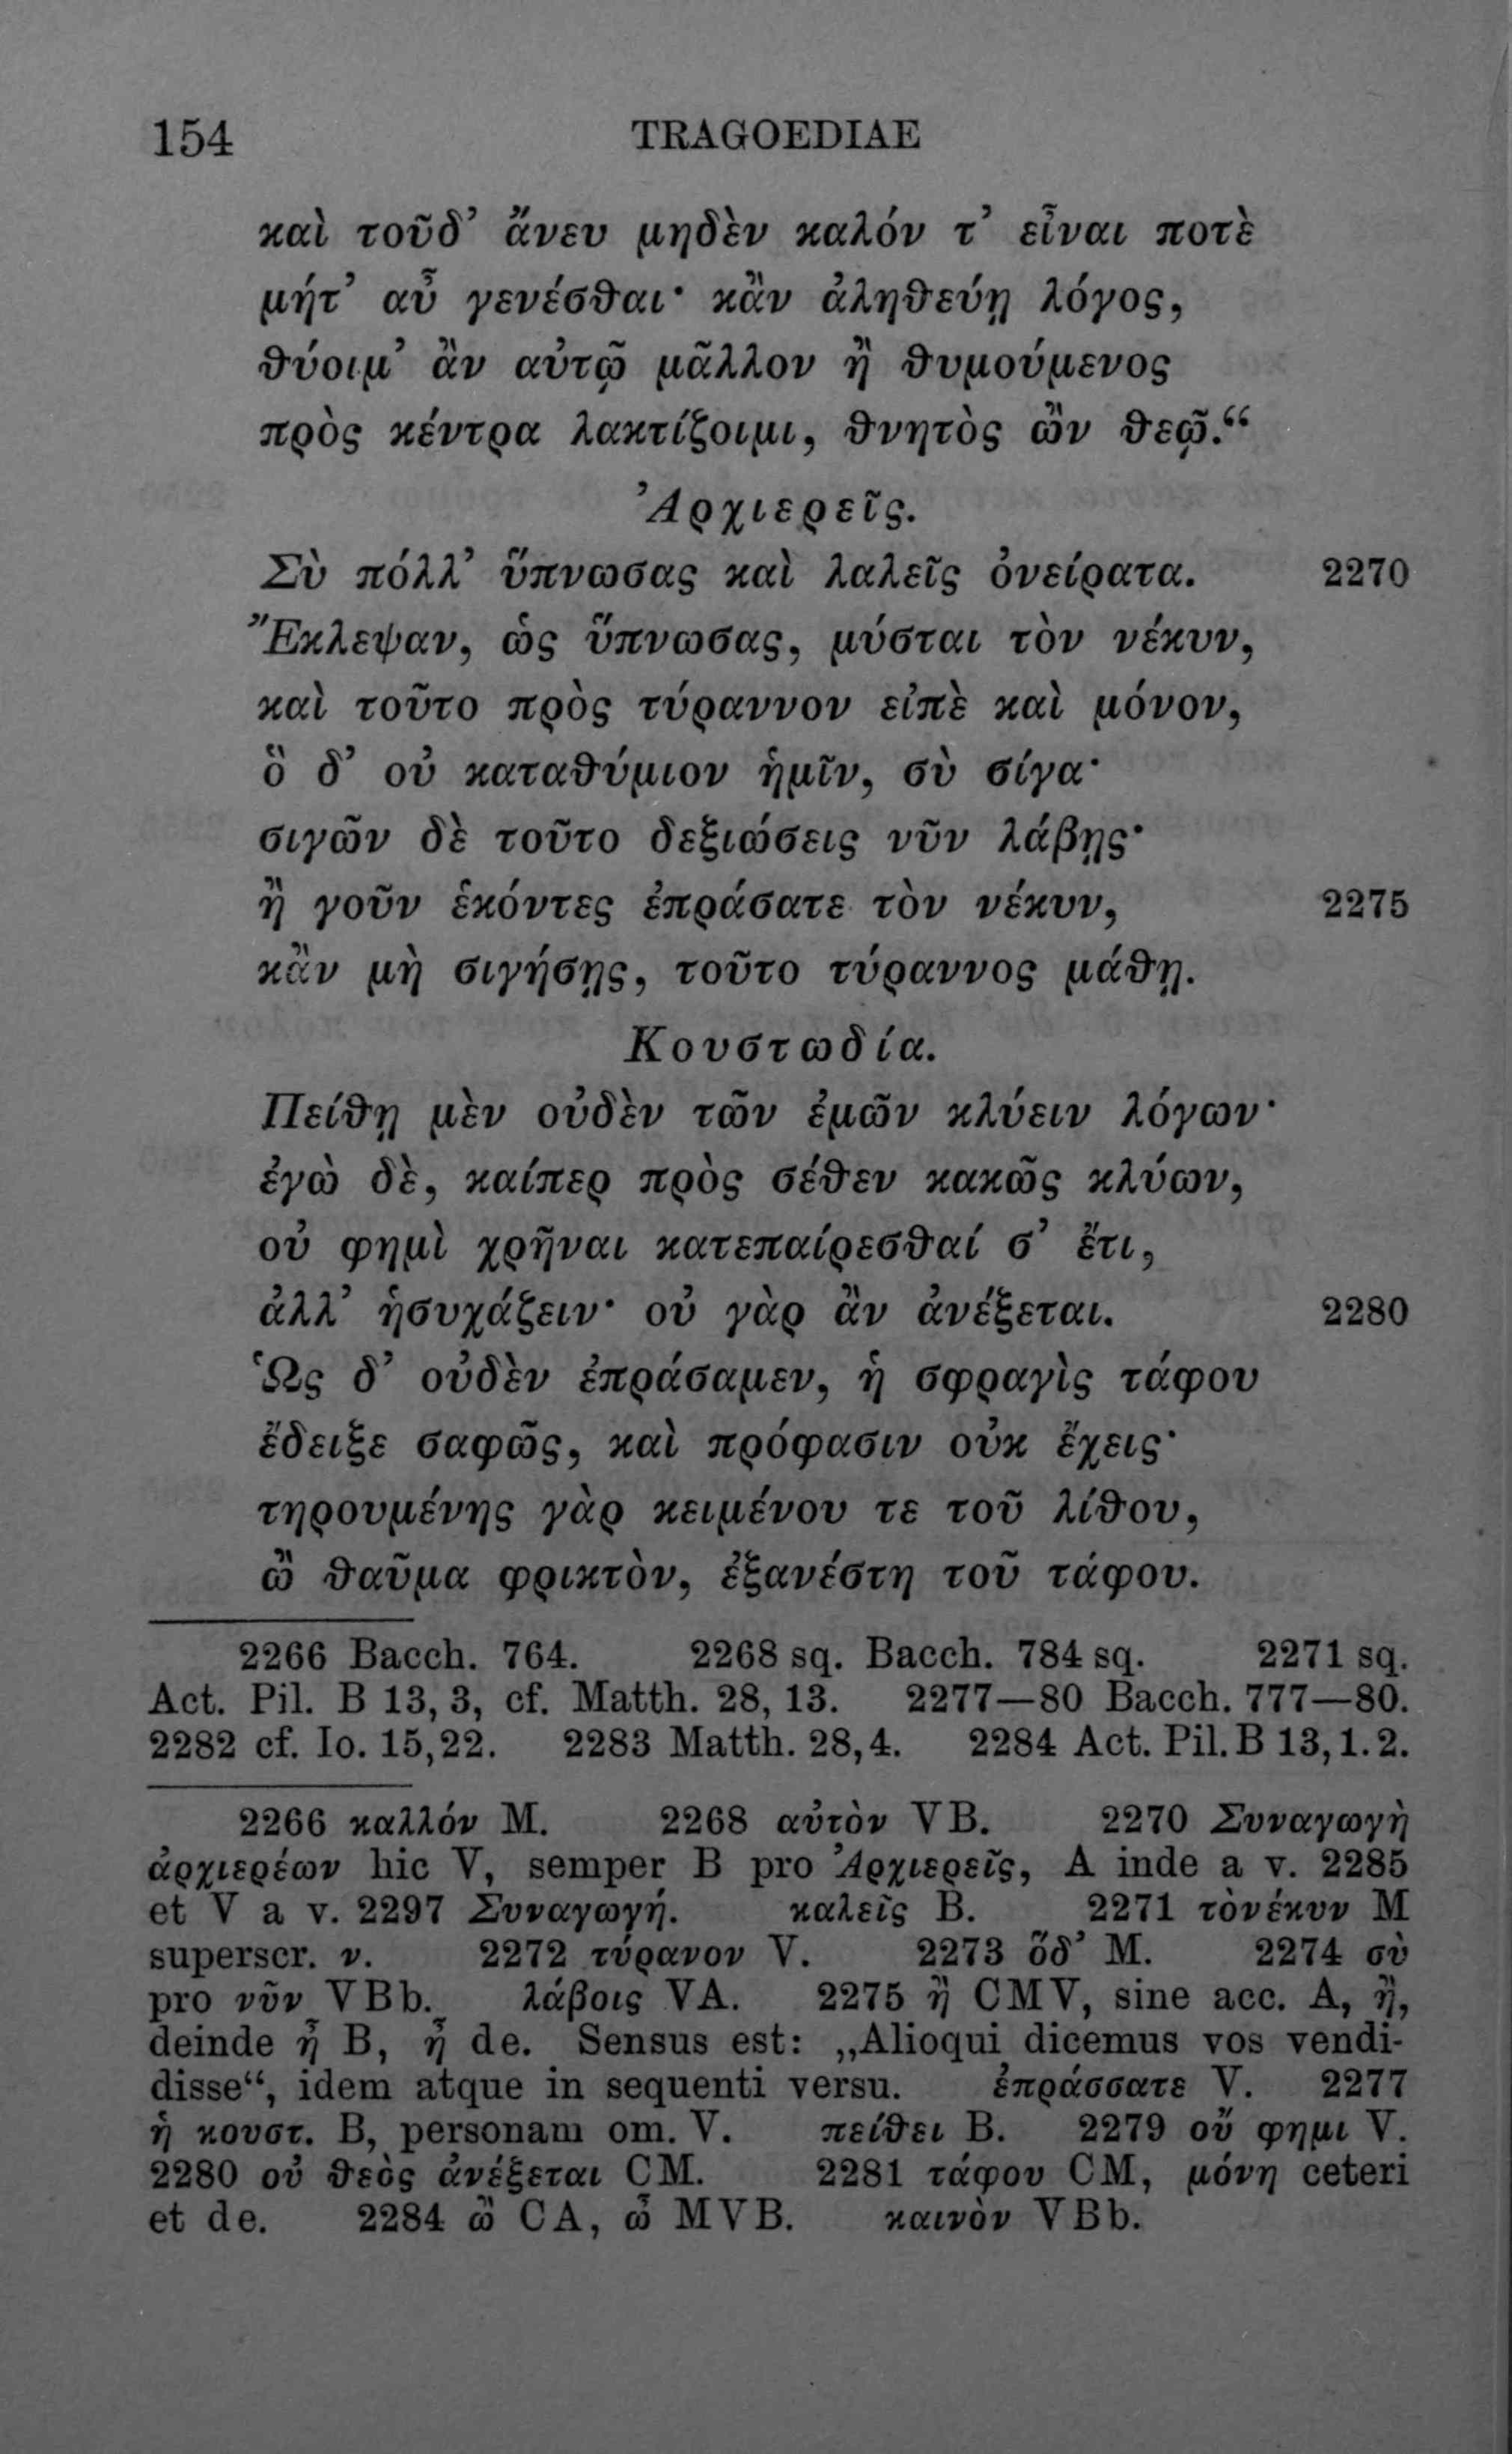 154 TRAGOEDIAE
καὶ τοῦδ’ ἄνευ μηδὲν καλόν τ’ εἶναι ποτὲ
μήτ’ αὖ γενέσθαι· κἂν ἀληθεύῃ λόγος,
θύοιμ’ ἂν αὐτῷ μᾶλλον ἢ θυμούμενος
πρὸς κέντρα λακτίζοιμι, θνητὸς ὢν θεῷ.“
Ἀρχιερεῖς.
Σὺ πόλλ’ ὕπνωσας καὶ λαλεῖς ὀνείρατα. 2270
Ἔκλεψαν, ὡς ὕπνωσας, μύσται τὸν νέκυν,
καὶ τοῦτο πρὸς τύραννον εἰπὲ καὶ μόνον,
ὃ δ’ οὐ καταθύμιον ἡμῖν, σὺ σίγα·
σιγῶν δὲ τοῦτο δεξιώσεις νῦν λάβῃς·
ἢ γοῦν ἑκόντες ἐπράσατε τὸν νέκυν, 2275
κἂν μὴ σιγήσῃς, τοῦτο τύραννος μάθῃ.
Κουστωδία.
Πείθῃ μὲν οὐδὲν τῶν ἐμῶν κλύειν λόγων·
ἐγὼ δὲ, καίπερ πρὸς σέθεν κακῶς κλύων,
οὐ φημὶ χρῆναι κατεπαίρεσθαί σ’ ἔτι,
ἀλλ’ ἡσυχάζειν· οὐ γὰρ ἂν ἀνέξεται. 2280
Ὡς δ’ οὐδὲν ἐπράσαμεν, ἡ σφραγὶς τάφου
ἔδειξε σαφῶς, καὶ πρόφασιν οὐκ ἔχεις·
τηρουμένης γὰρ κειμένου τε τοῦ λίθου,
ὢ θαῦμα φρικτὸν, ἐξανέστη τοῦ τάφου.
2266 Bacch. 764. 2268 sq. Bacch. 784 sq. 2271 sq.
Act. Pil. B 13, 3, cf. Matth. 28, 13. 2277—80 Bacch. 777—80.
2282 cf. Io. 15,22. 2283 Matth. 28,4. 2284 Act. Pil. B 13,1.2.
2266 καλλόν M. 2268 αὐτὸν VB. 2270 Συναγωγὴ
ἀρχιερέων hic V, semper B pro Ἀρχιερεῖς, A inde a v. 2285
et V a v. 2297 Συναγωγή. καλεῖς B. 2271 τὸνέκυν M
superscr. ν. 2272 τύρανον V. 2273 ὅδ’ M. 2274 σὺ
pro νῦν VBb. λάβοις VA. 2275 ἢ CMV, sine acc. A, ἢ,
deinde ἦ B, ἦ de. Sensus est: „Alioqui dicemus vos vendi-
disse“, idem atque in sequenti versu. ἐπράσσατε V. 2277
ἡ κουστ. B, personam om. V. πείθει B. 2279 οὔ φημι V.
2280 οὐ θεὸς ἀνέξεται CM. 2281 τάφου CM, μόνη ceteri
et de. 2284 ὢ CA, ὦ MVB. καινὸν VBb.